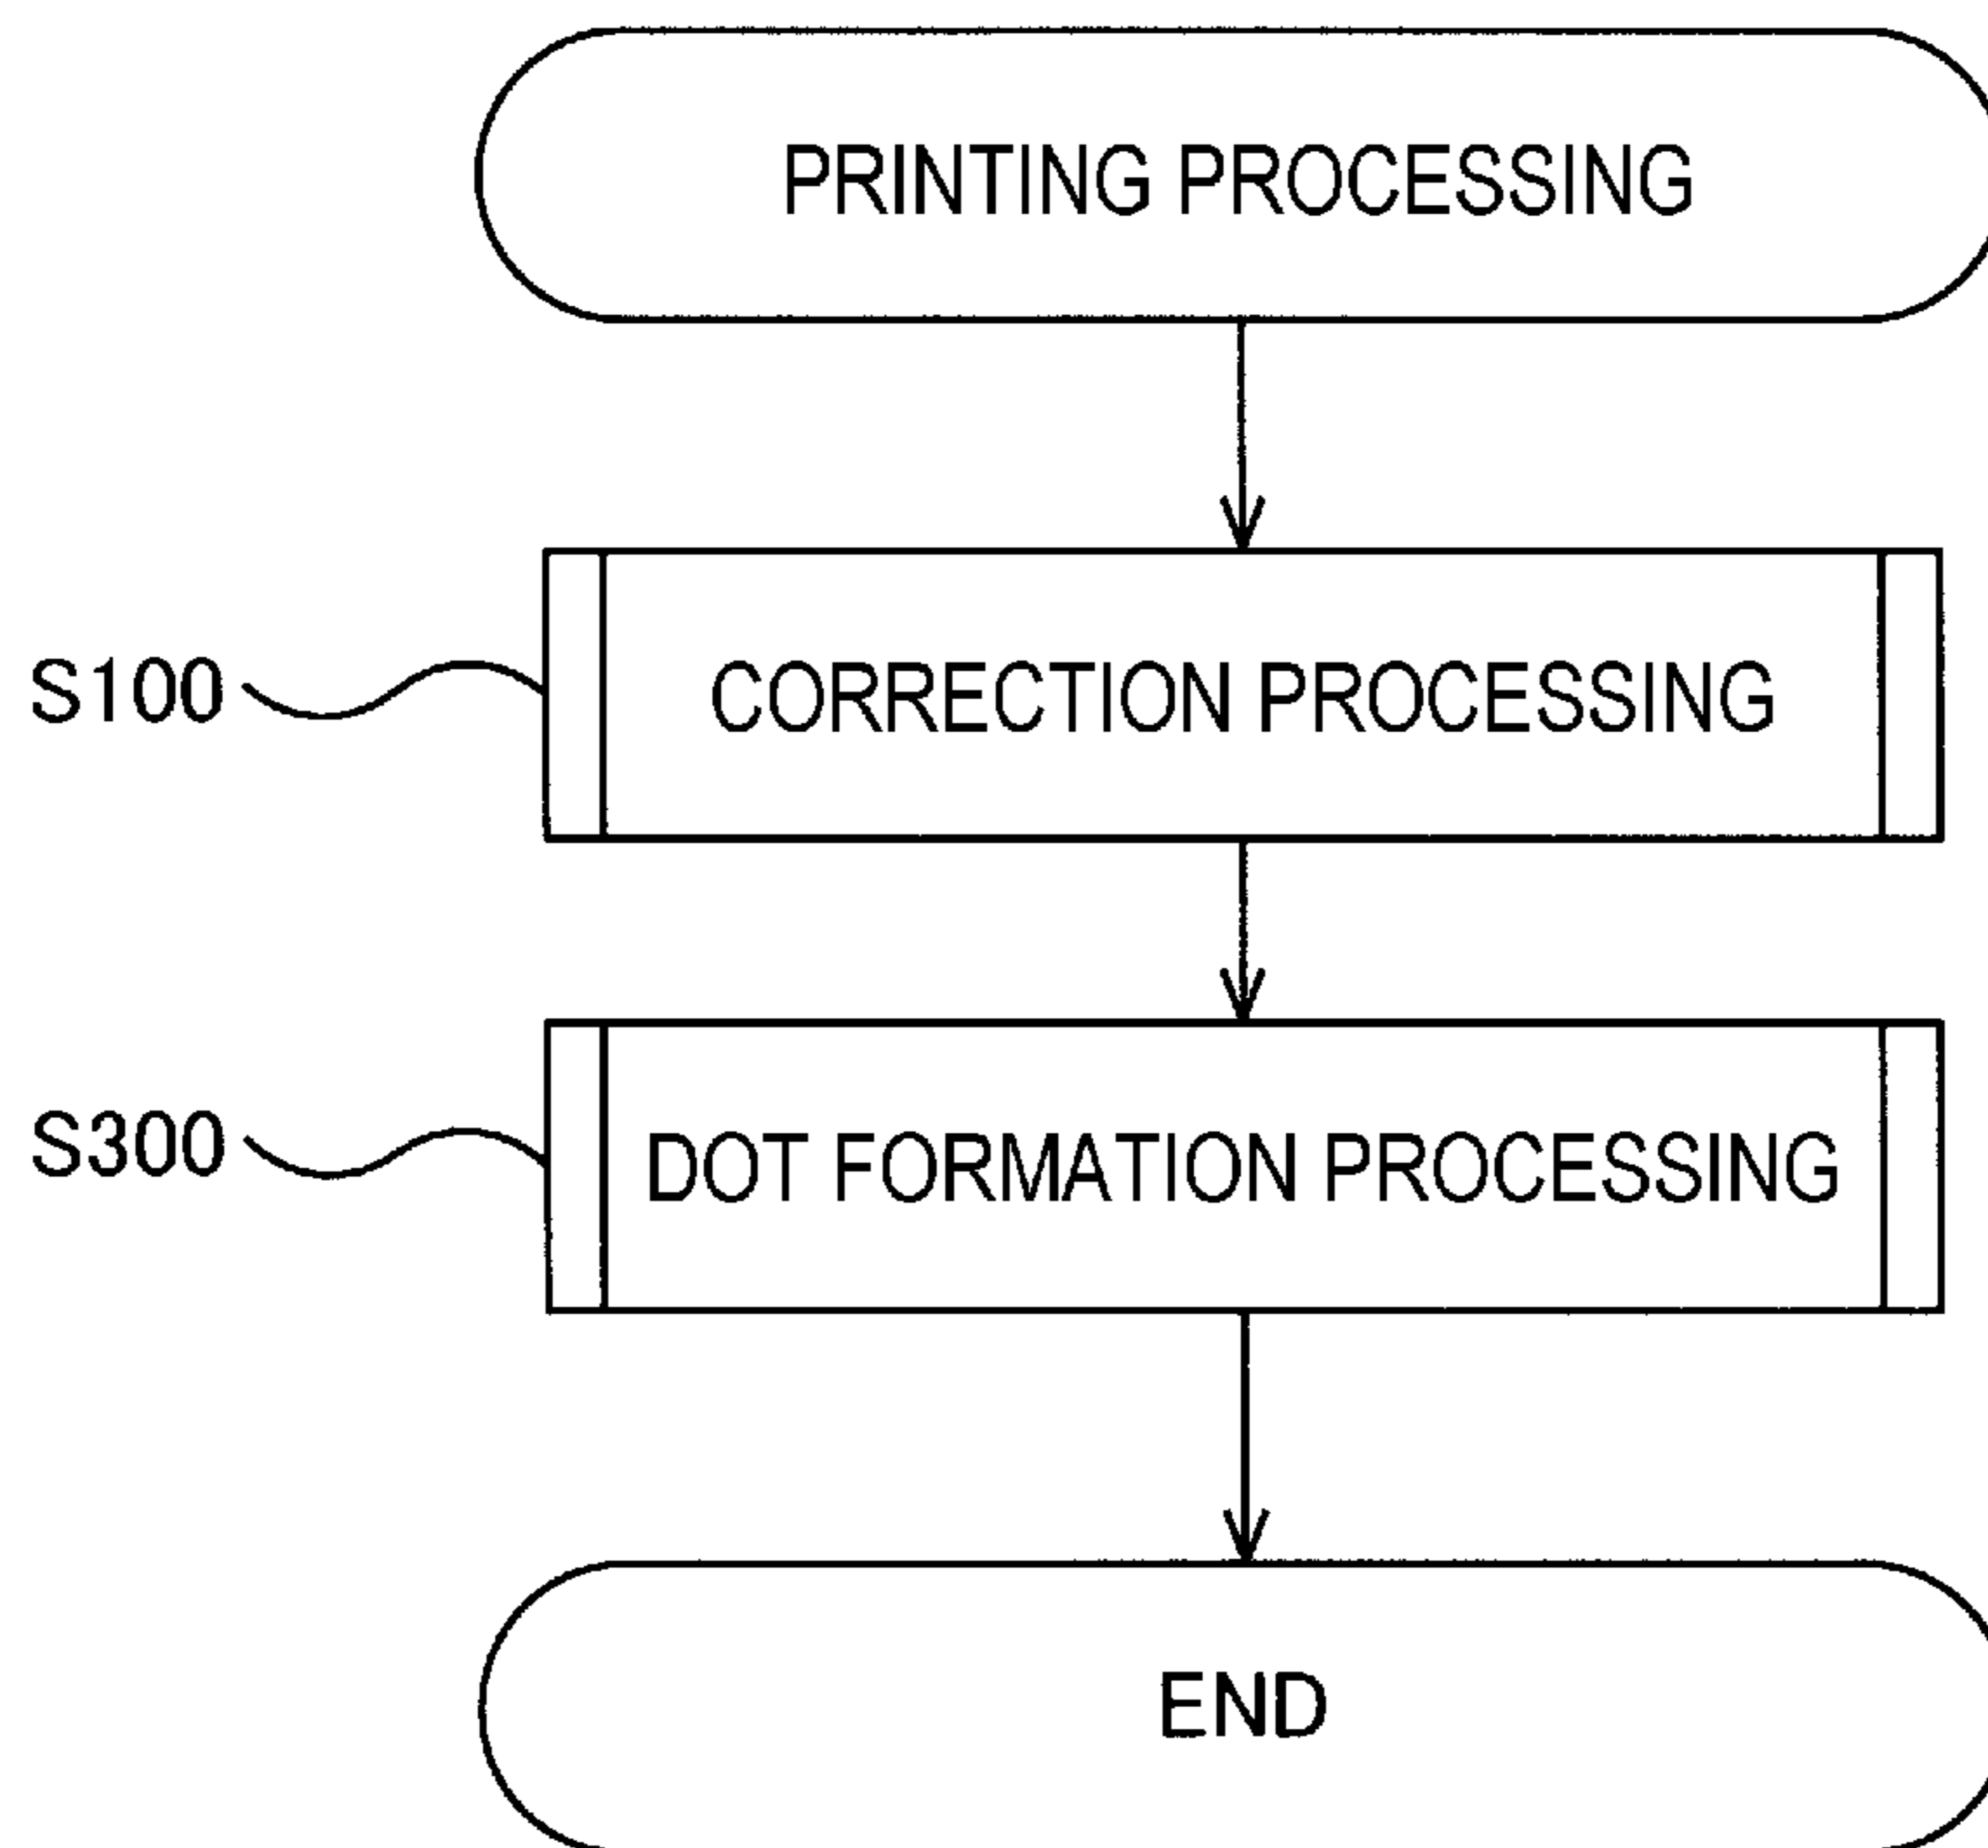 PRINTING PROCESSING
S100
CORRECTION PROCESSING
S300
DOT FORMATION PROCESSING
END